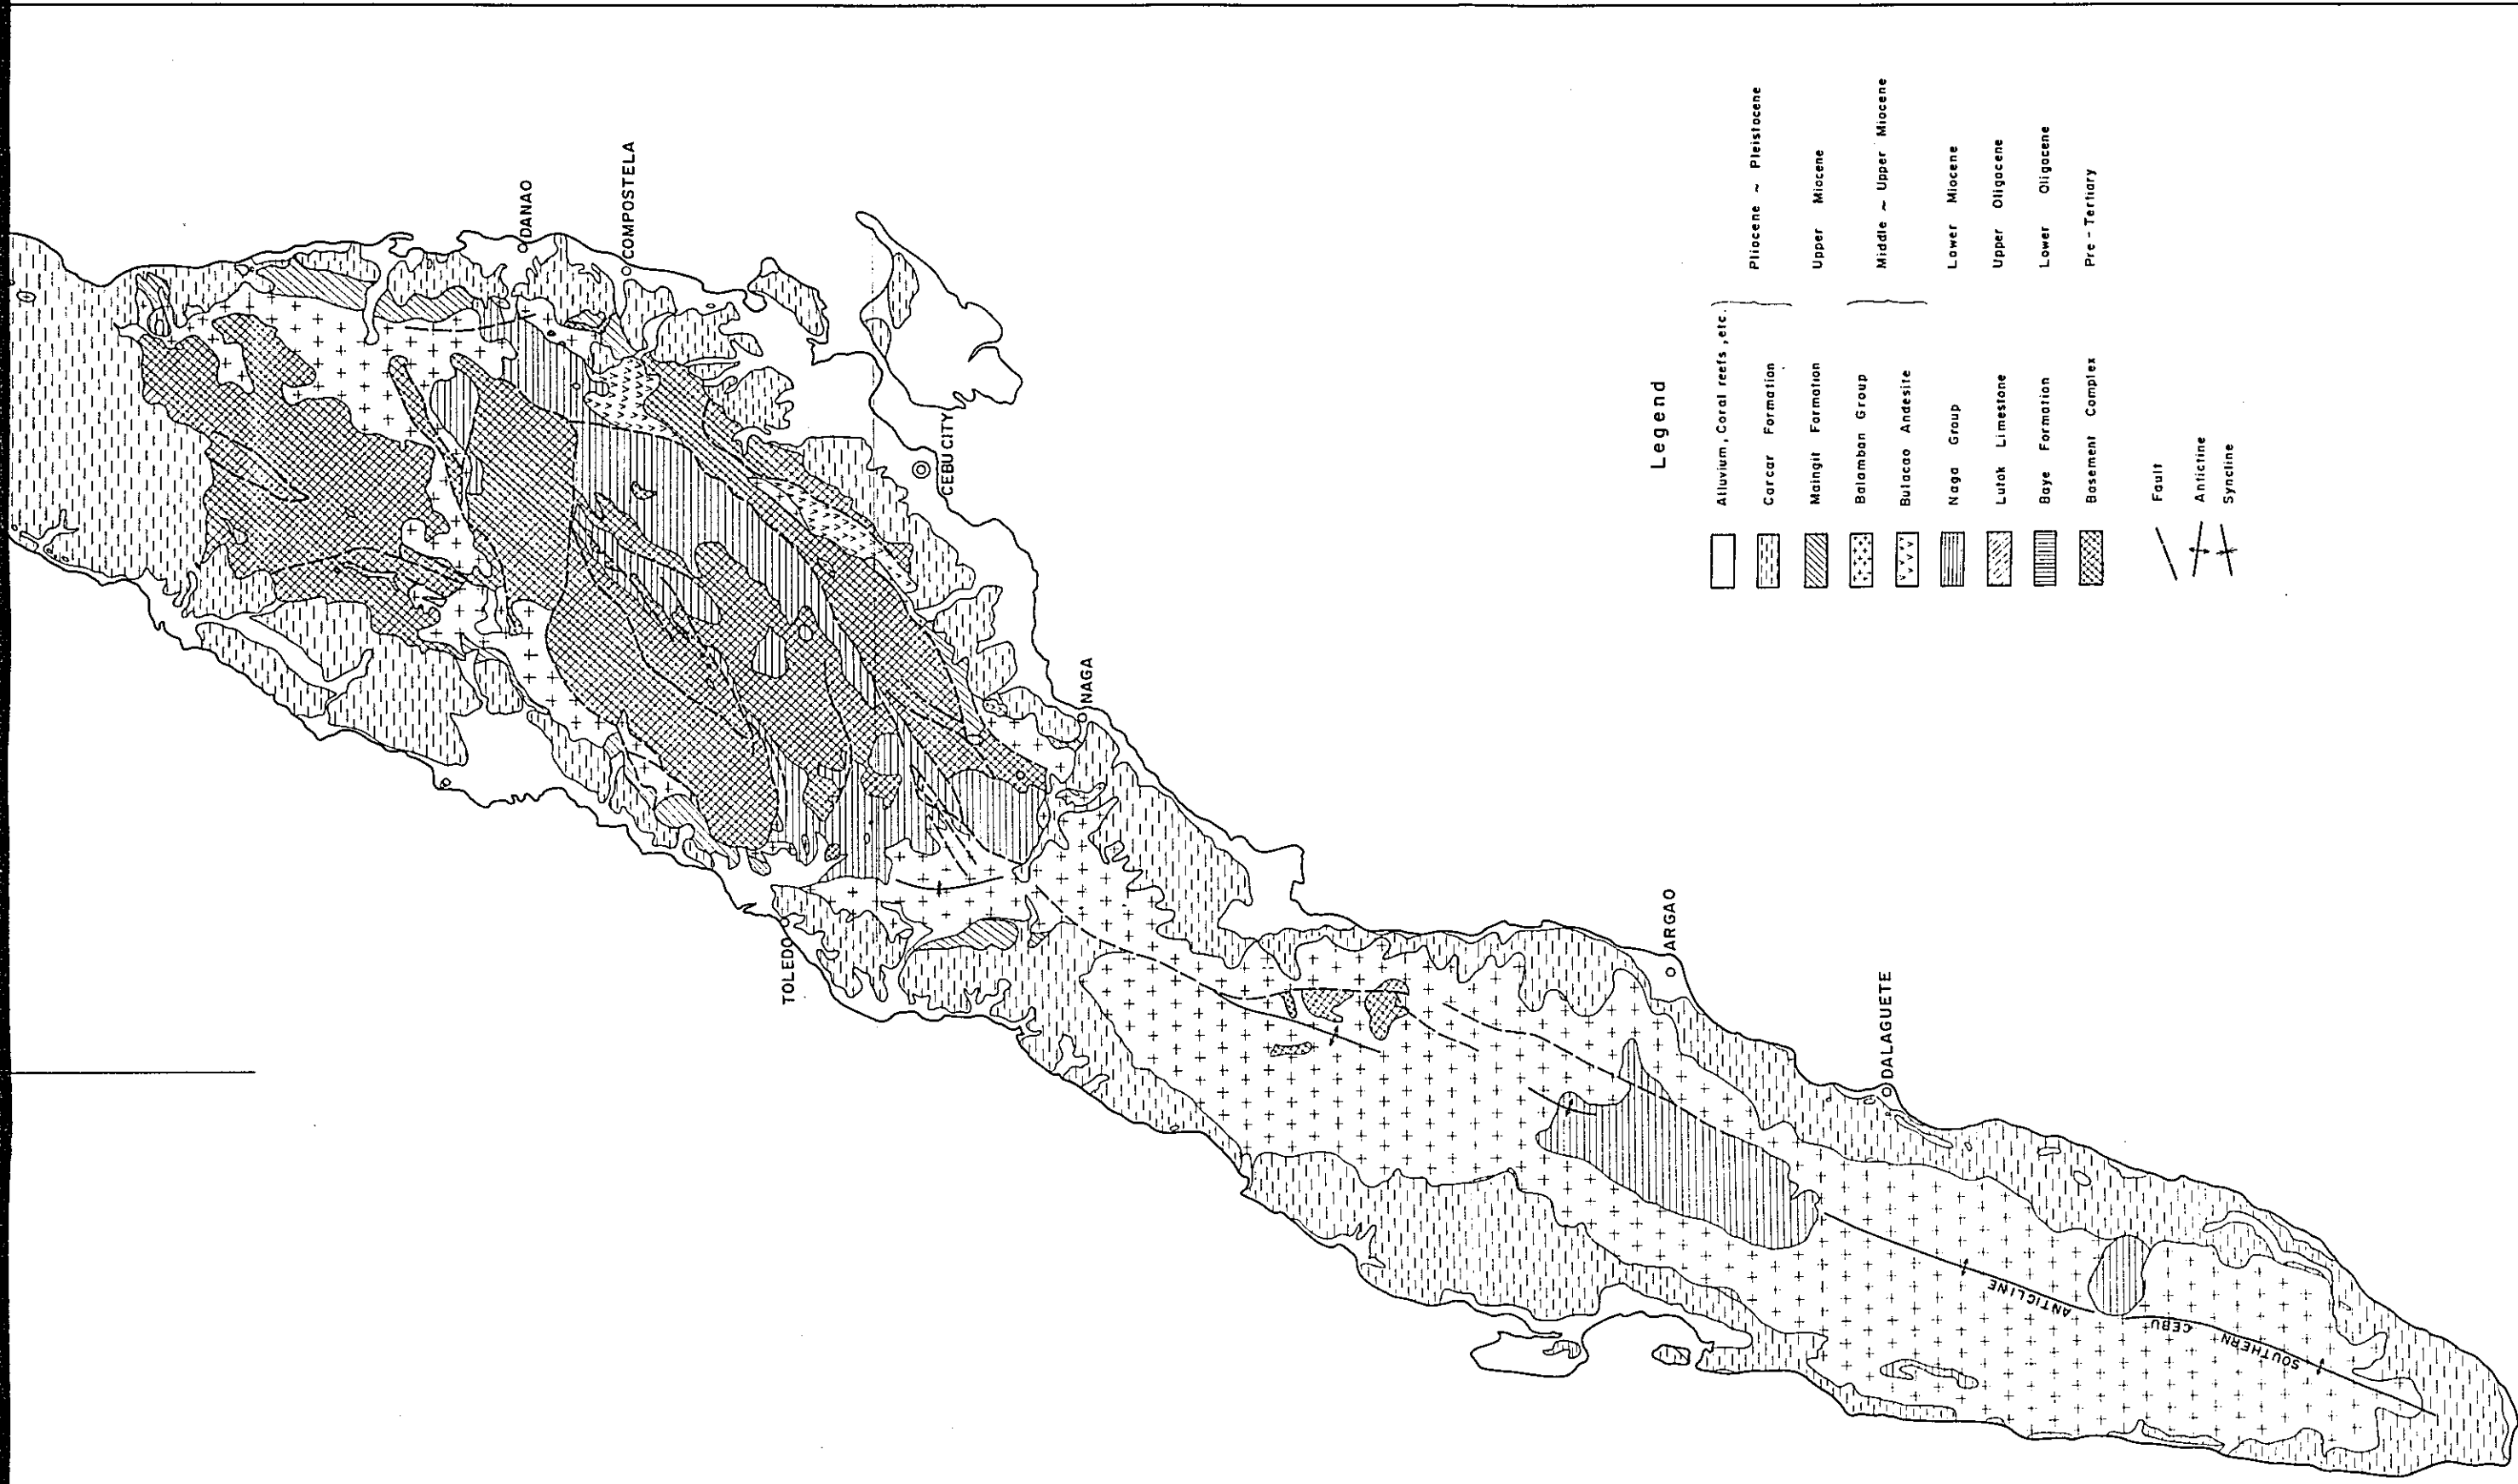 DANAO
COMPOSTELA
CEBU CITY
NAGA
TOLEDO
ARGAO
DALAGUETE
SOUTHERN CEBU ANTICLINE
Legend
Alluvium, Coral reefs, etc.
Carcar Formation
Pliocene ~ Pleistocene
Maingit Formation Upper Miocene
Balamban Group
Bulacao Andesite
Middle ~ Upper Miocene
Naga Group Lower Miocene
Lutak Limestone Upper Oligocene
Baye Formation Lower Oligocene
Basement Complex Pre-Tertiary
Fault
Anticline
Syncline